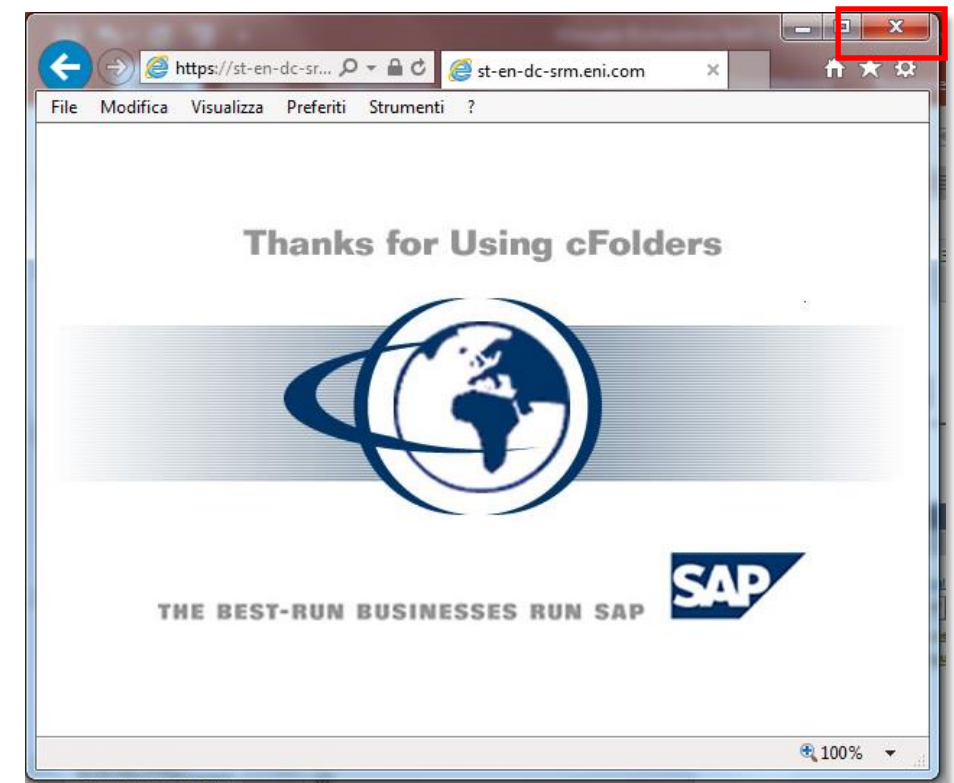 https://st-en-dc-sr...
st-en-dc-srm.eni.com
File Modifica Visualizza Preferiti Strumenti ?
Thanks for Using cFolders
THE BEST-RUN BUSINESSES RUN SAP
SAP
100%